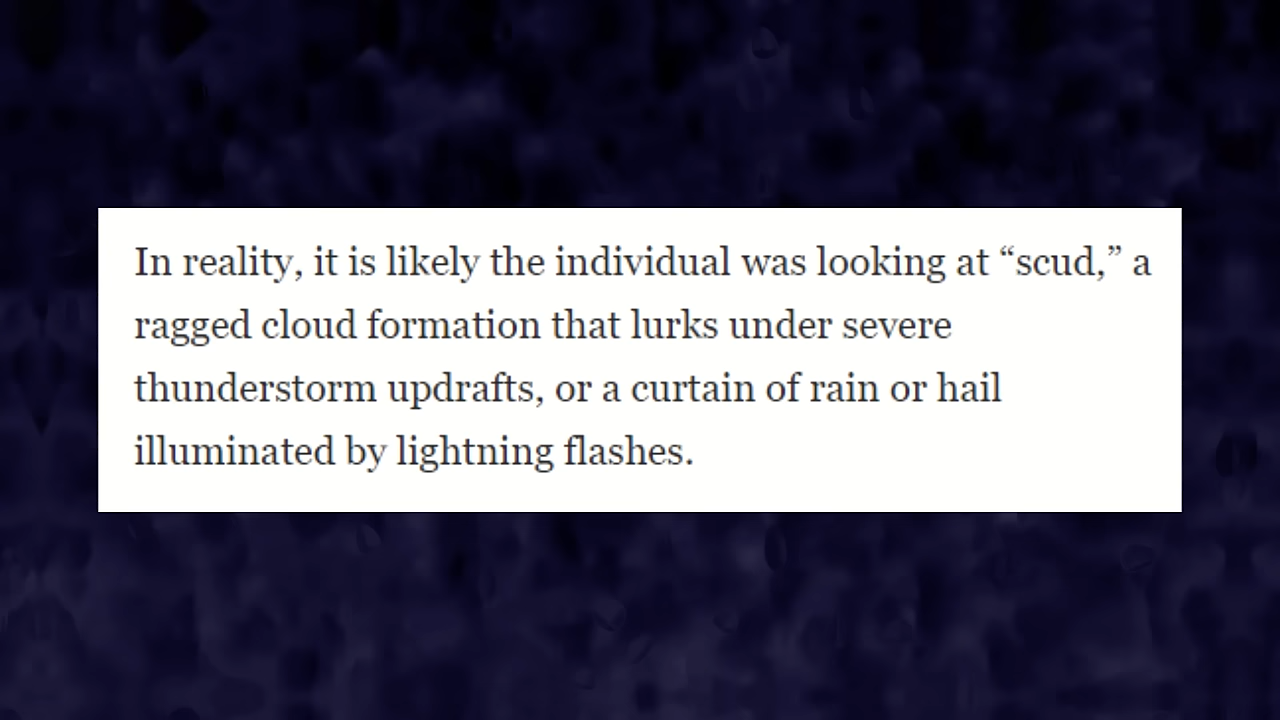 In reality, it is likely the individual was looking at “scud,” a
ragged cloud formation that lurks under severe
thunderstorm updrafts, or a curtain of rain or hail
illuminated by lightning flashes.